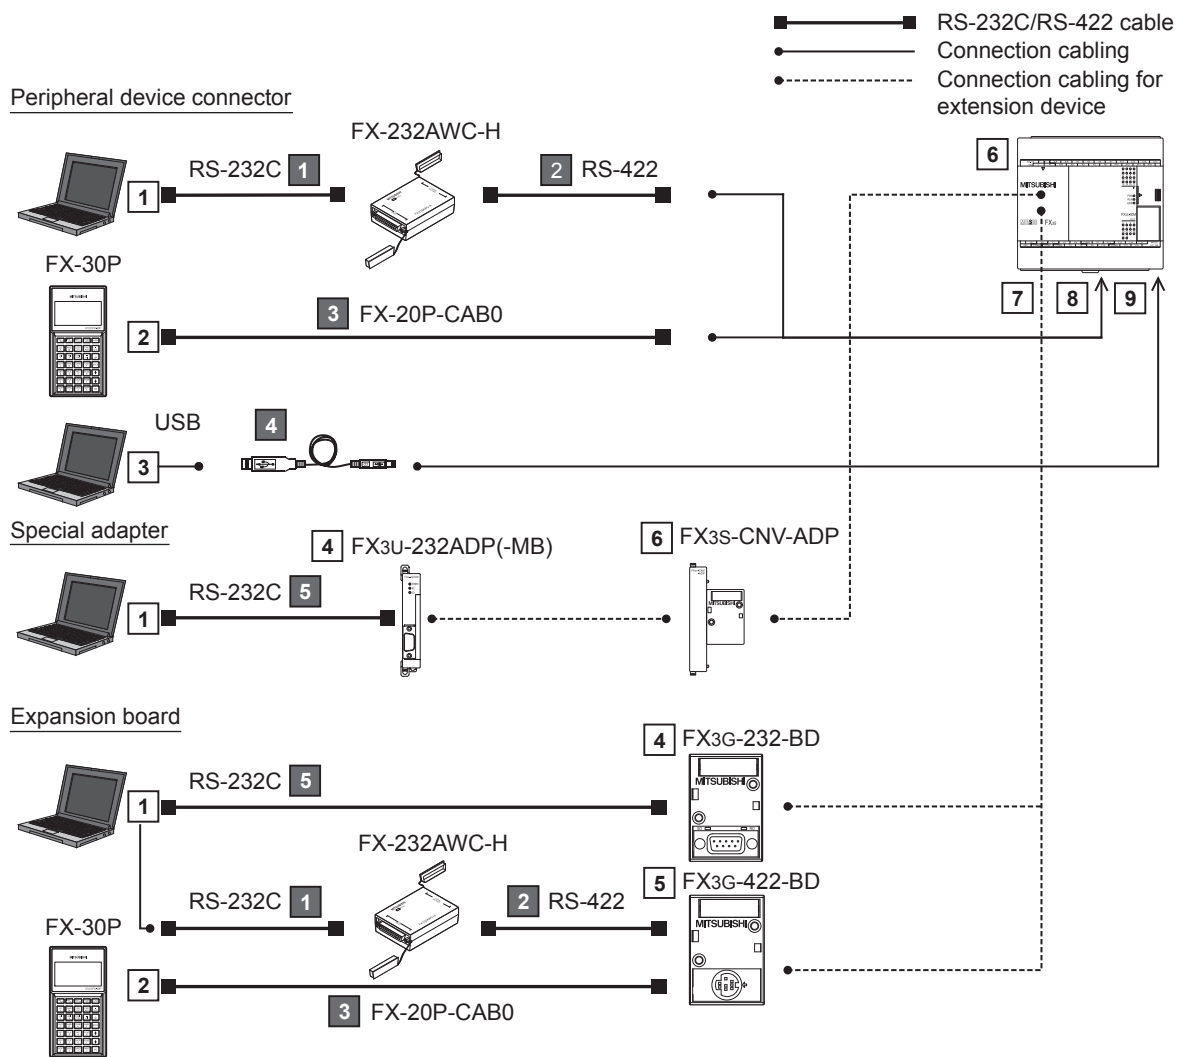 RS-232C/RS-422 cable
Connection cabling
Connection cabling for
extension device
Peripheral device connector
FX-232AWC-H
6
1 RS-232C 1
2 RS-422
MITSUBISHI
FX3S
FX-30P
7 8 9
3 FX-20P-CAB0
2
USB
4
3
Special adapter
4 FX3U-232ADP(-MB)
6 FX3S-CNV-ADP
RS-232C 5
MITSUBISHI
1
Expansion board
4 FX3G-232-BD
RS-232C 5
MITSUBISHI
1
FX-232AWC-H
5 FX3G-422-BD
RS-232C 1
2 RS-422
MITSUBISHI
FX-30P
2
3 FX-20P-CAB0